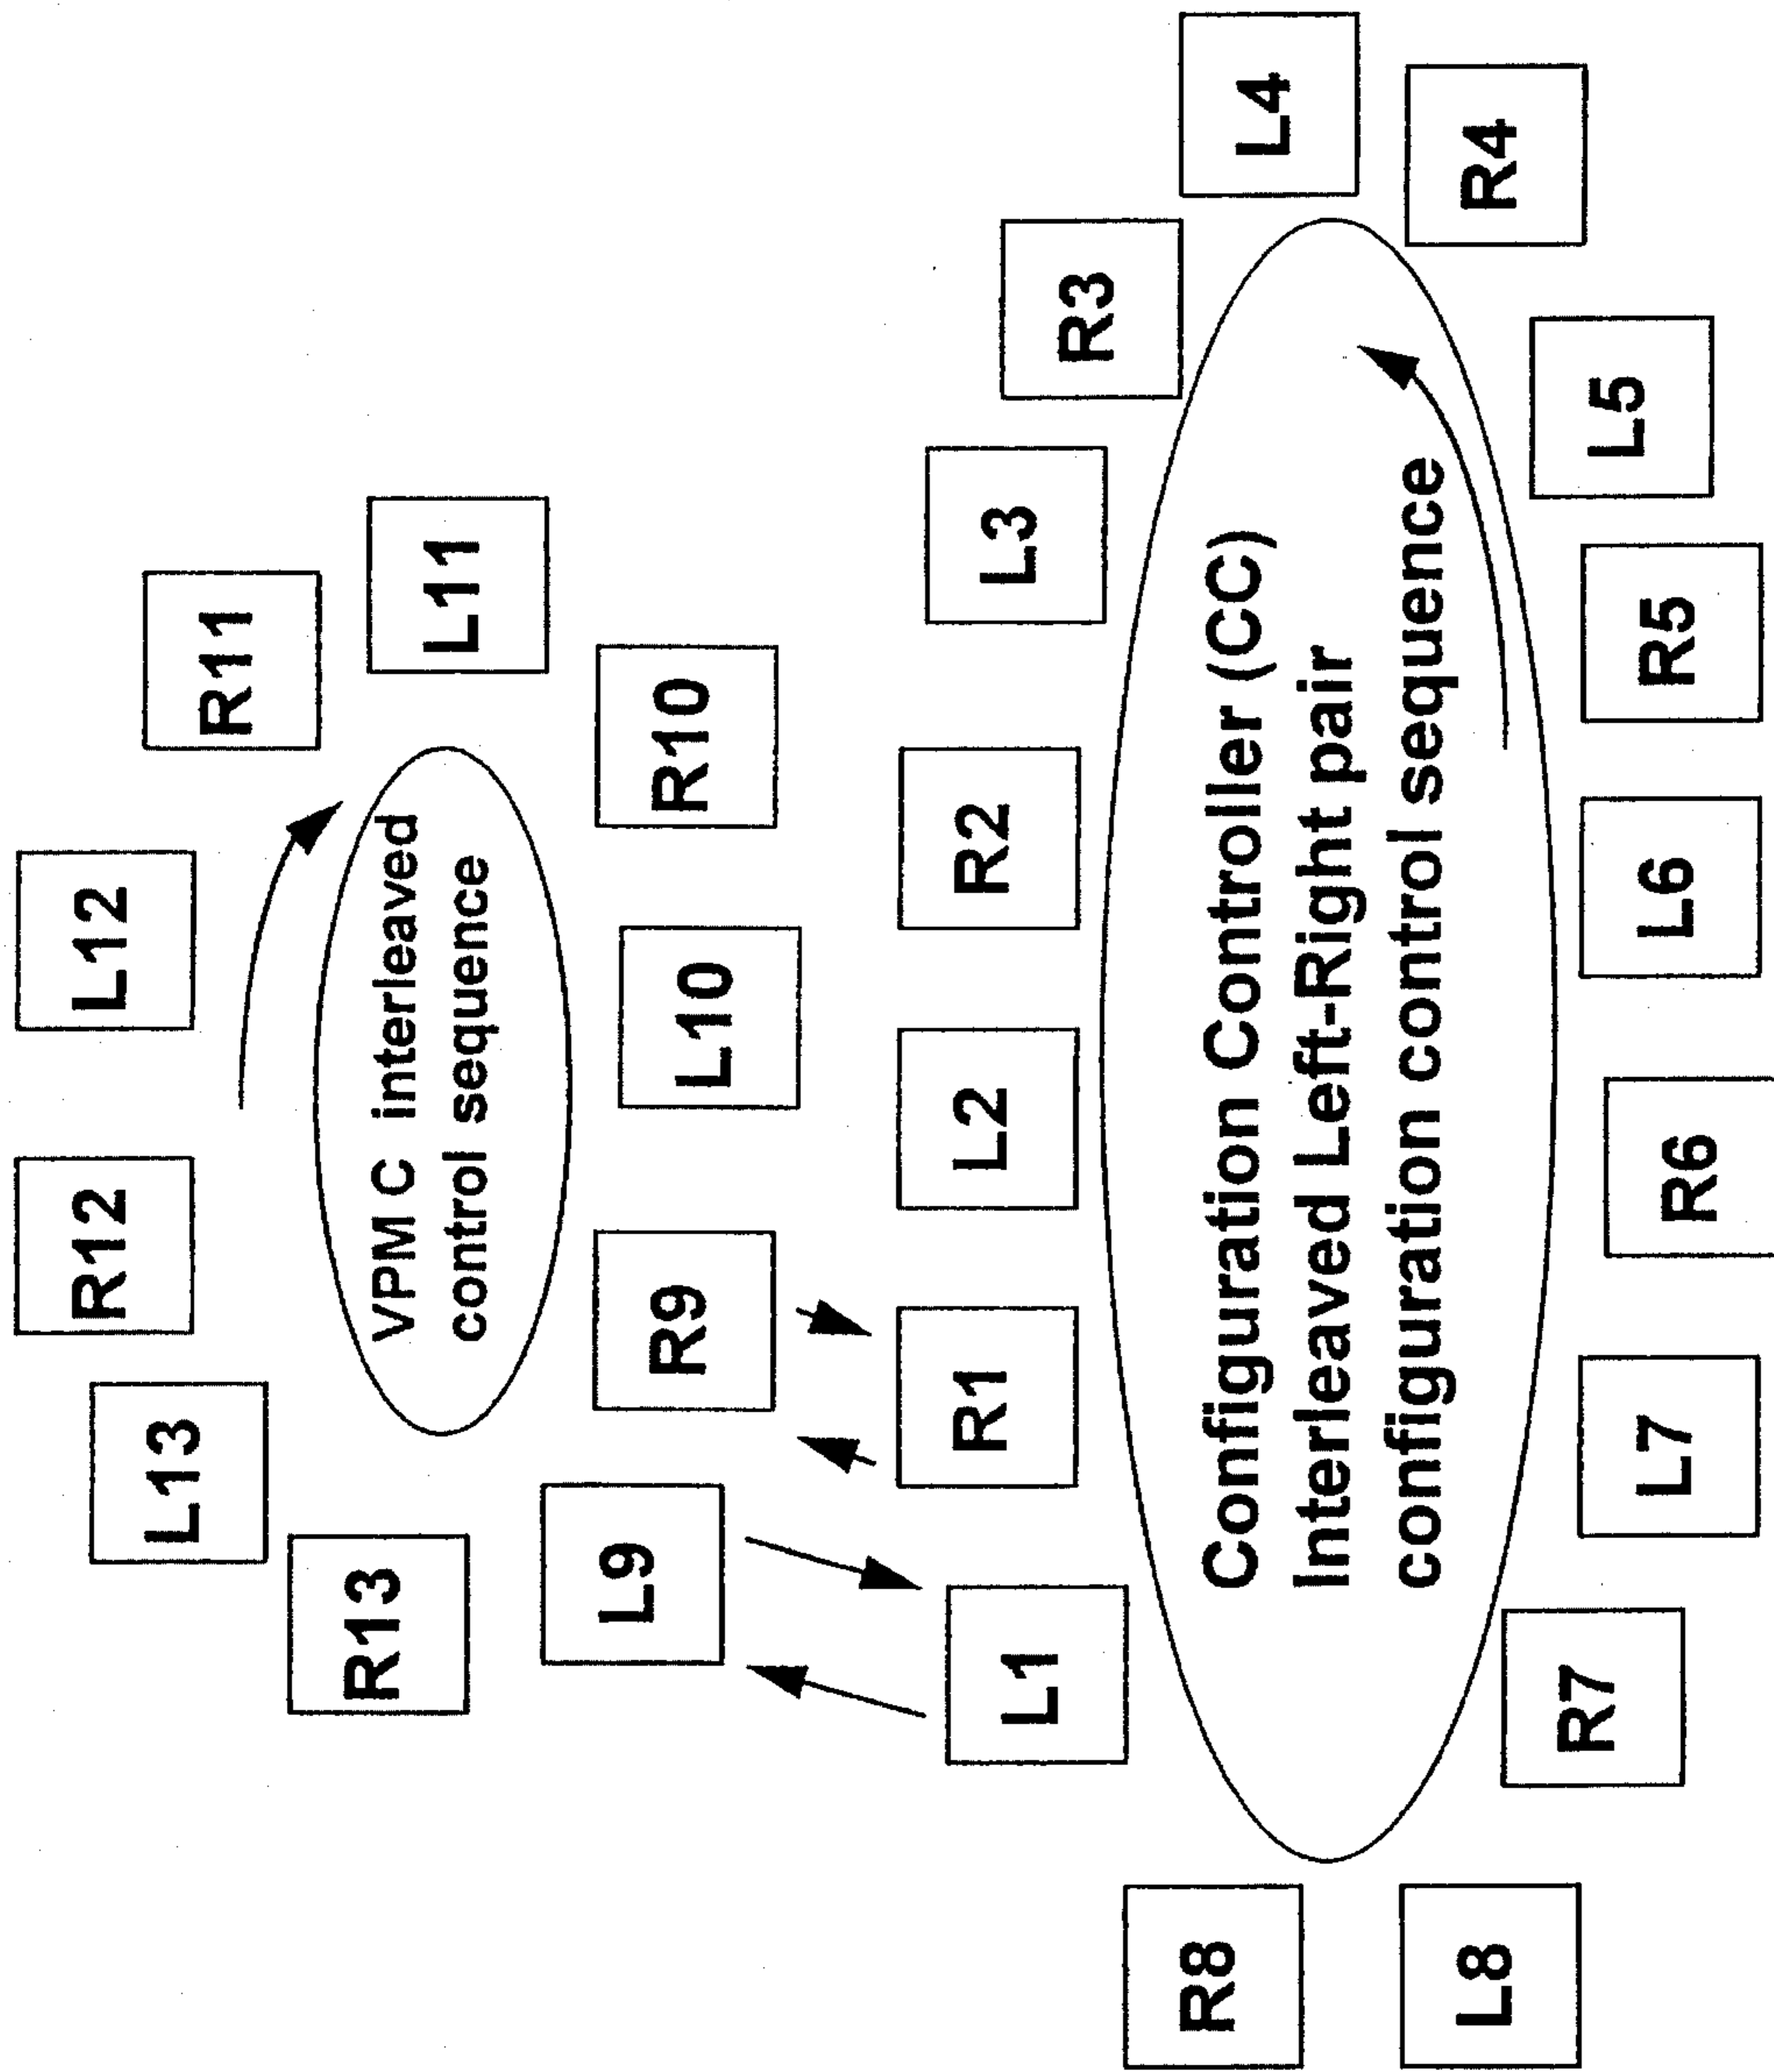 R12
L12
L13
R11
R13
VPM C interleaved
control sequence
L11
L9
R9
L10
R10
L1
R1
L2
R2
L3
R3
R8
L4
Configuration Controller (CC)
Interleaved Left-Right pair
configuration control sequence
L8
R4
R7
L7
R6
L6
R5
L5